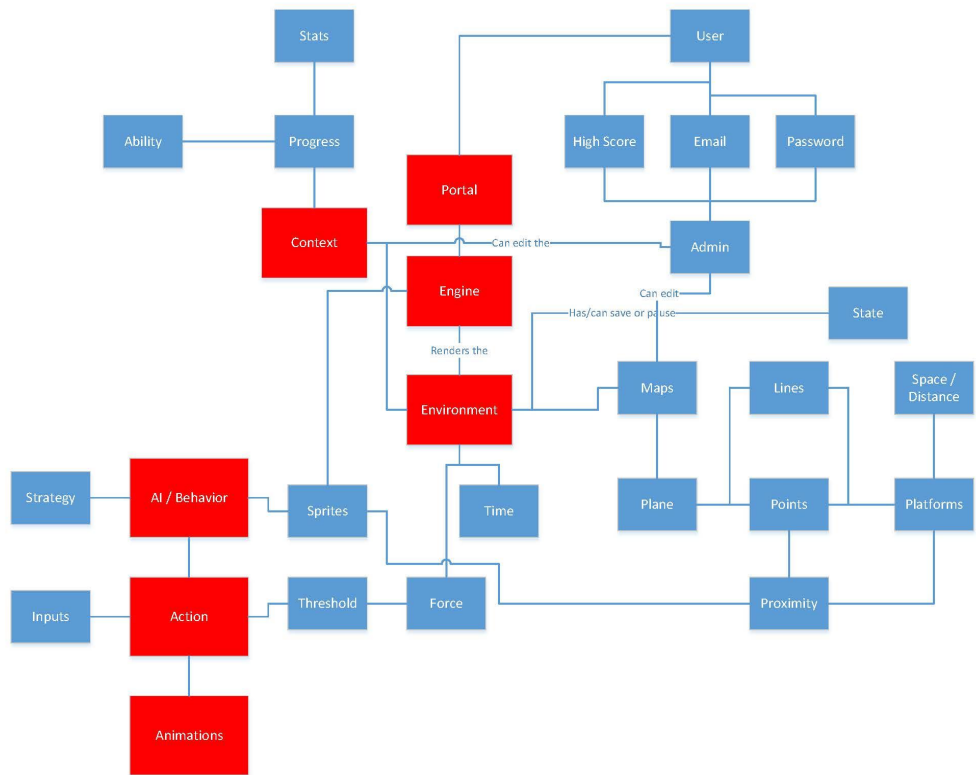 Stats
User
Ability
Progress
High Score
Email
Password
Portal
Context
Can edit the
Admin
Engine
Can edit
Has/can save or pause
State
Renders the
Environment
Maps
Lines
Space /
Distance
Strategy
AI / Behavior
Sprites
Time
Plane
Points
Platforms
Inputs
Action
Threshold
Force
Proximity
Animations